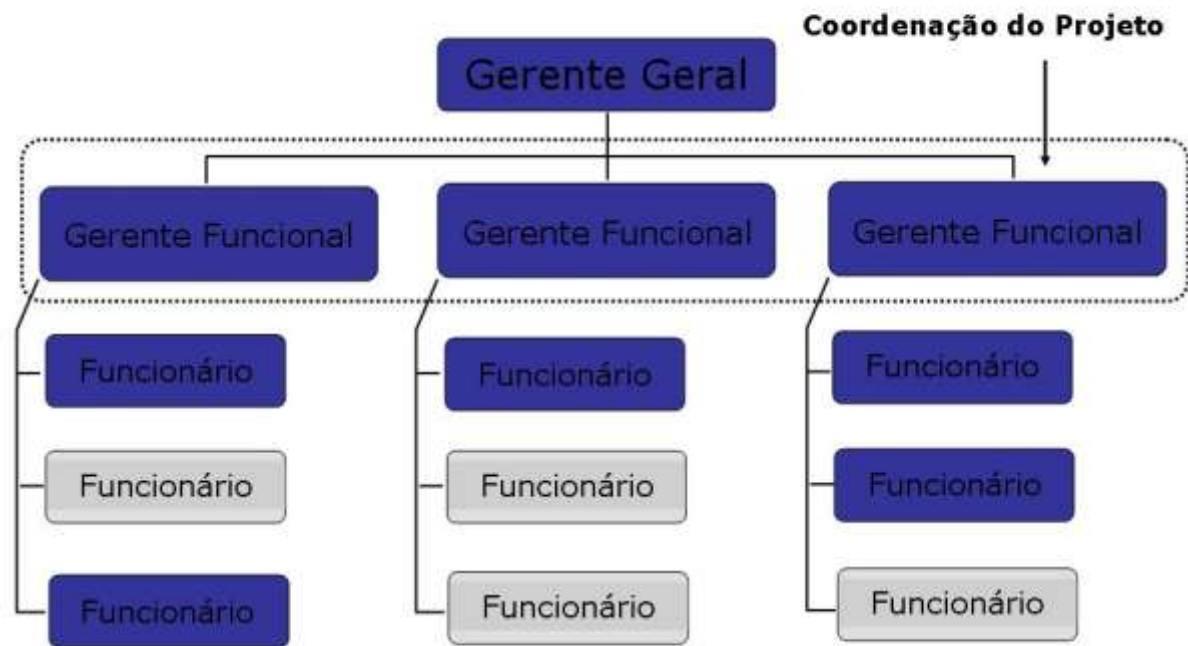 Coordenação do Projeto
Gerente Geral
Gerente Funcional
Gerente Funcional
Gerente Funcional
Funcionário
Funcionário
Funcionário
Funcionário
Funcionário
Funcionário
Funcionário
Funcionário
Funcionário